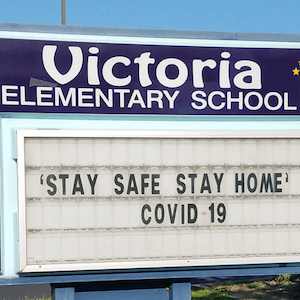 Victoria
ELEMENTARY SCHOOL
'STAY SAFE STAY HOME'
COVID 19